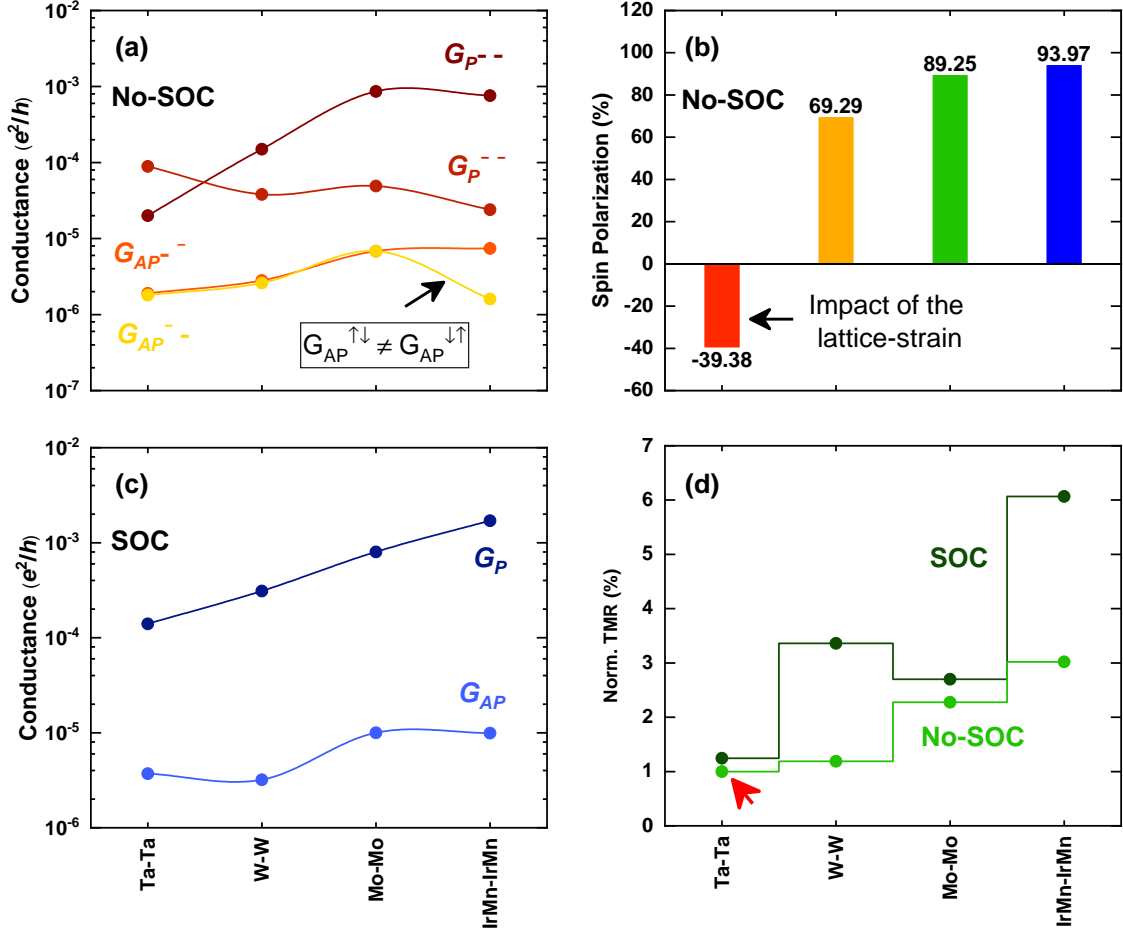 (a)
No-SOC
Conductance (e²/h)
10⁻²
10⁻³
10⁻⁴
10⁻⁵
10⁻⁶
10⁻⁷
G_P--
G_P⁻ ⁻
G_AP-⁻
G_AP⁻-
G_AP^↑↓ ≠ G_AP^↓↑
(b)
No-SOC
Spin Polarization (%)
120
100
80
60
40
20
0
-20
-40
-60
-39.38
69.29
89.25
93.97
Impact of the
lattice-strain
(c)
SOC
Conductance (e²/h)
10⁻²
10⁻³
10⁻⁴
10⁻⁵
10⁻⁶
G_P
G_AP
Ta-Ta
W-W
Mo-Mo
IrMn-IrMn
(d)
Norm. TMR (%)
7
6
5
4
3
2
1
0
SOC
No-SOC
Ta-Ta
W-W
Mo-Mo
IrMn-IrMn